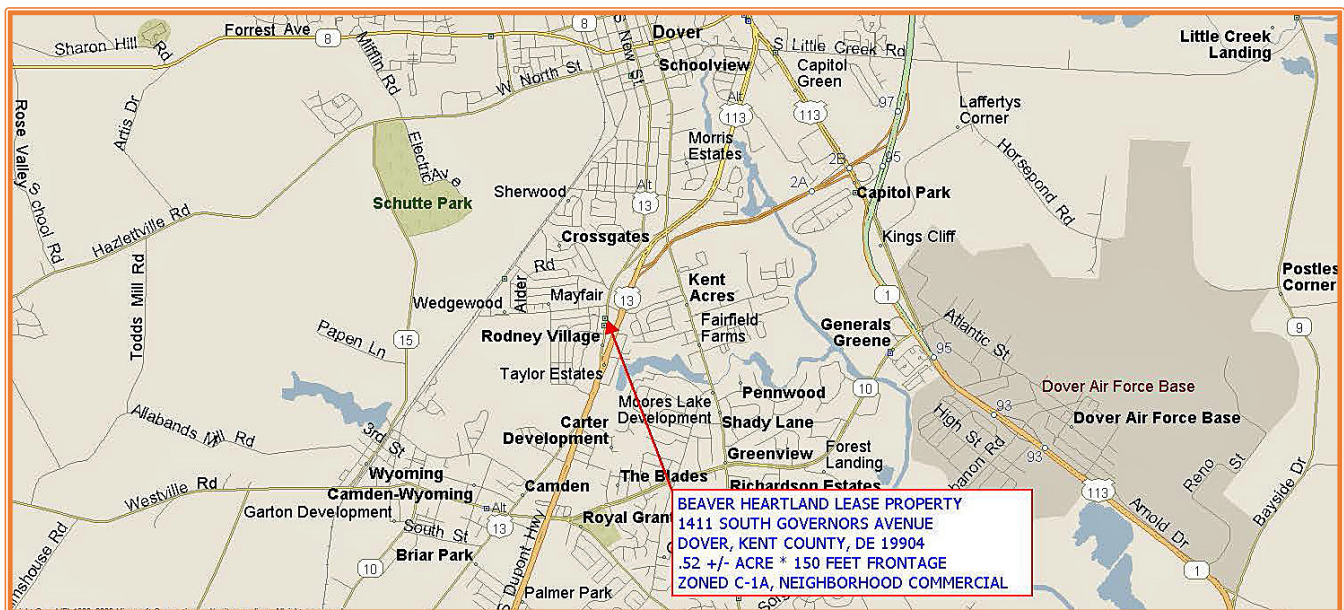 Sharon Hill
Rd
Forrest Ave
8
Mifflin Rd
8
New St
Dover
Schoolview
S Little Creek Rd
Capitol
Green
Little Creek
Landing
W North St
Alt
113
113
97
Laffertys
Corner
Rose Valley
School Rd
Artis Dr
Electric
Ave
Morris
Estates
2B
95
2A
Horsepond Rd
Sherwood
Alt
13
Capitol Park
Schutte Park
Hazlettville Rd
Crossgates
Kings Cliff
Todds Mill Rd
Rd
Alder
Wedgewood
Mayfair
13
Kent
Acres
1
Postles
Corner
Papen Ln
15
Rodney Village
Fairfield
Farms
Generals
Greene
Atlantic St
9
95
Taylor Estates
Pennwood
10
Dover Air Force Base
Allabands Mill Rd
Moores Lake
Development
93
High St
Dover Air Force Base
3rd St
Carter
Development
Shady Lane
93
Reno St
Greenview
Forest
Landing
Wyoming
The Blades
Richardson Estates
Westville Rd
Camden-Wyoming
Camden
113
Bayside Dr
Garton Development
Alt
13
South St
Royal Grant
Arnold Dr
Briar Park
10
S Dupont Hwy
Palmer Park
1
BEAVER HEARTLAND LEASE PROPERTY
1411 SOUTH GOVERNORS AVENUE
DOVER, KENT COUNTY, DE 19904
.52 +/- ACRE * 150 FEET FRONTAGE
ZONED C-1A, NEIGHBORHOOD COMMERCIAL